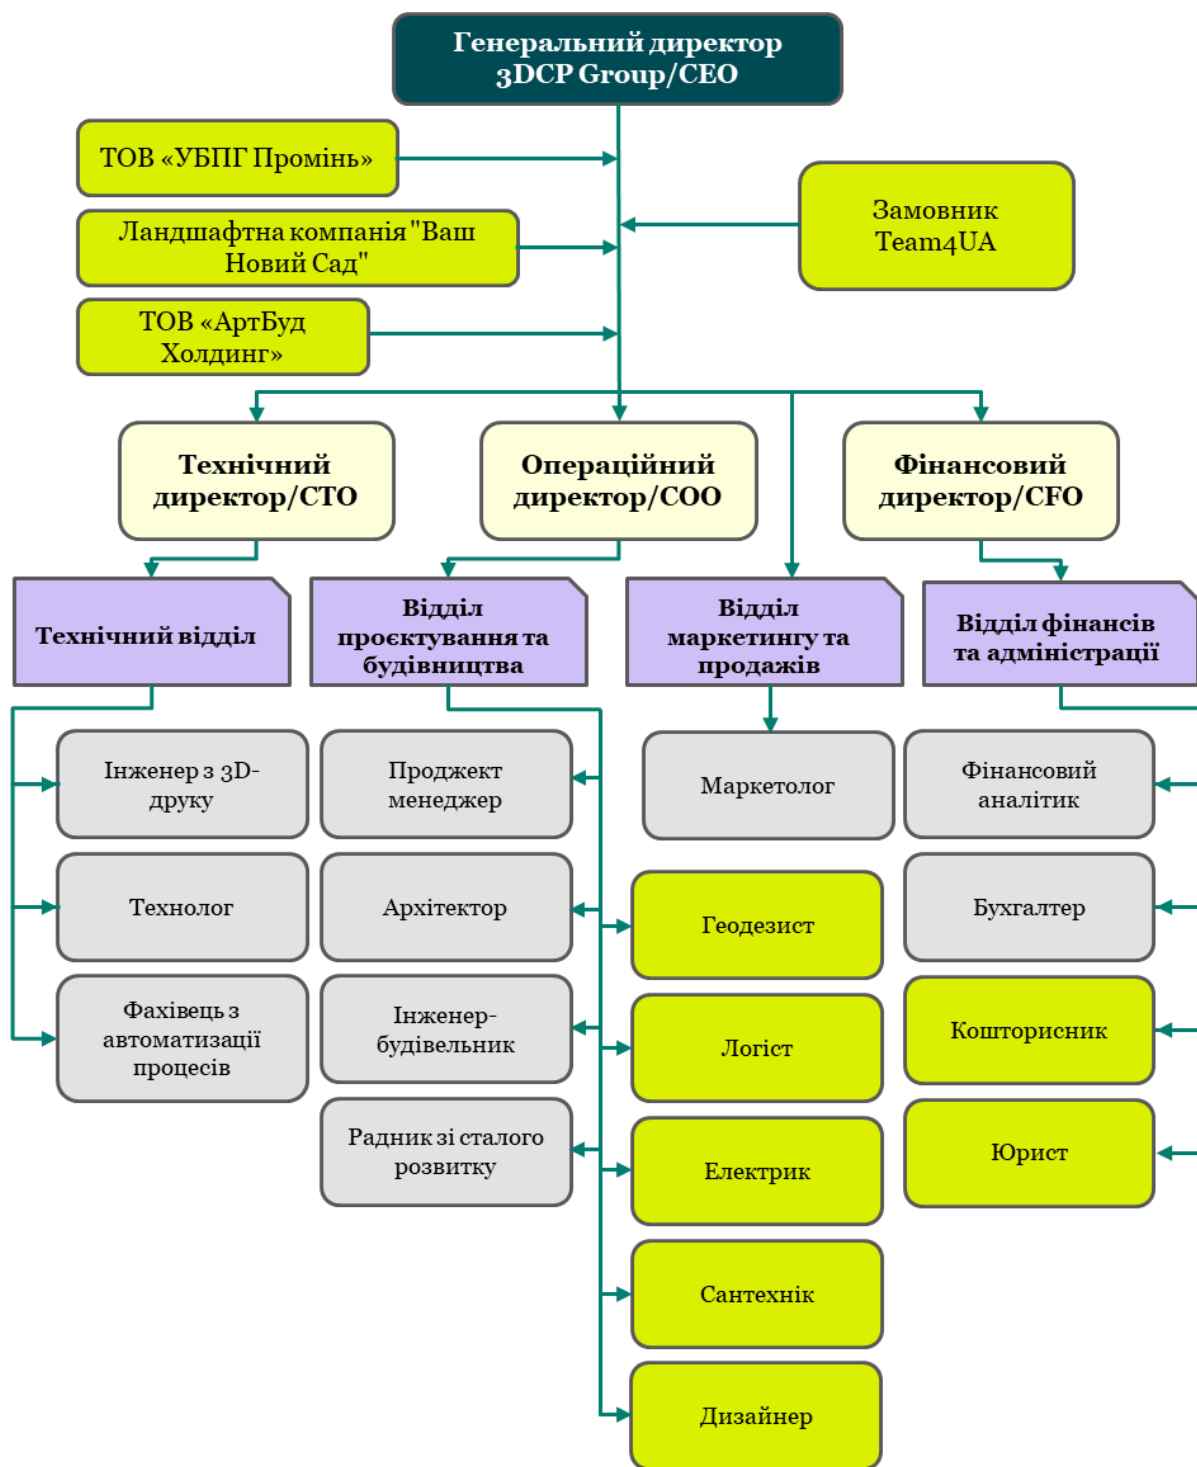 Генеральний директор
3DCP Group/CEO
ТОВ «УБПГ Промінь»
Замовник
Team4UA
Ландшафтна компанія "Ваш
Новий Сад"
ТОВ «АртБуд
Холдинг»
Технічний
директор/CTO
Операційний
директор/COO
Фінансовий
директор/CFO
Технічний відділ
Відділ
проєктування та
будівництва
Відділ
маркетингу та
продажів
Відділ фінансів
та адміністрації
Інженер з 3D-
друку
Проджект
менеджер
Маркетолог
Фінансовий
аналітик
Технолог
Архітектор
Геодезист
Бухгалтер
Фахівець з
автоматизації
процесів
Інженер-
будівельник
Логіст
Кошторисник
Радник зі сталого
розвитку
Електрик
Юрист
Сантехнік
Дизайнер